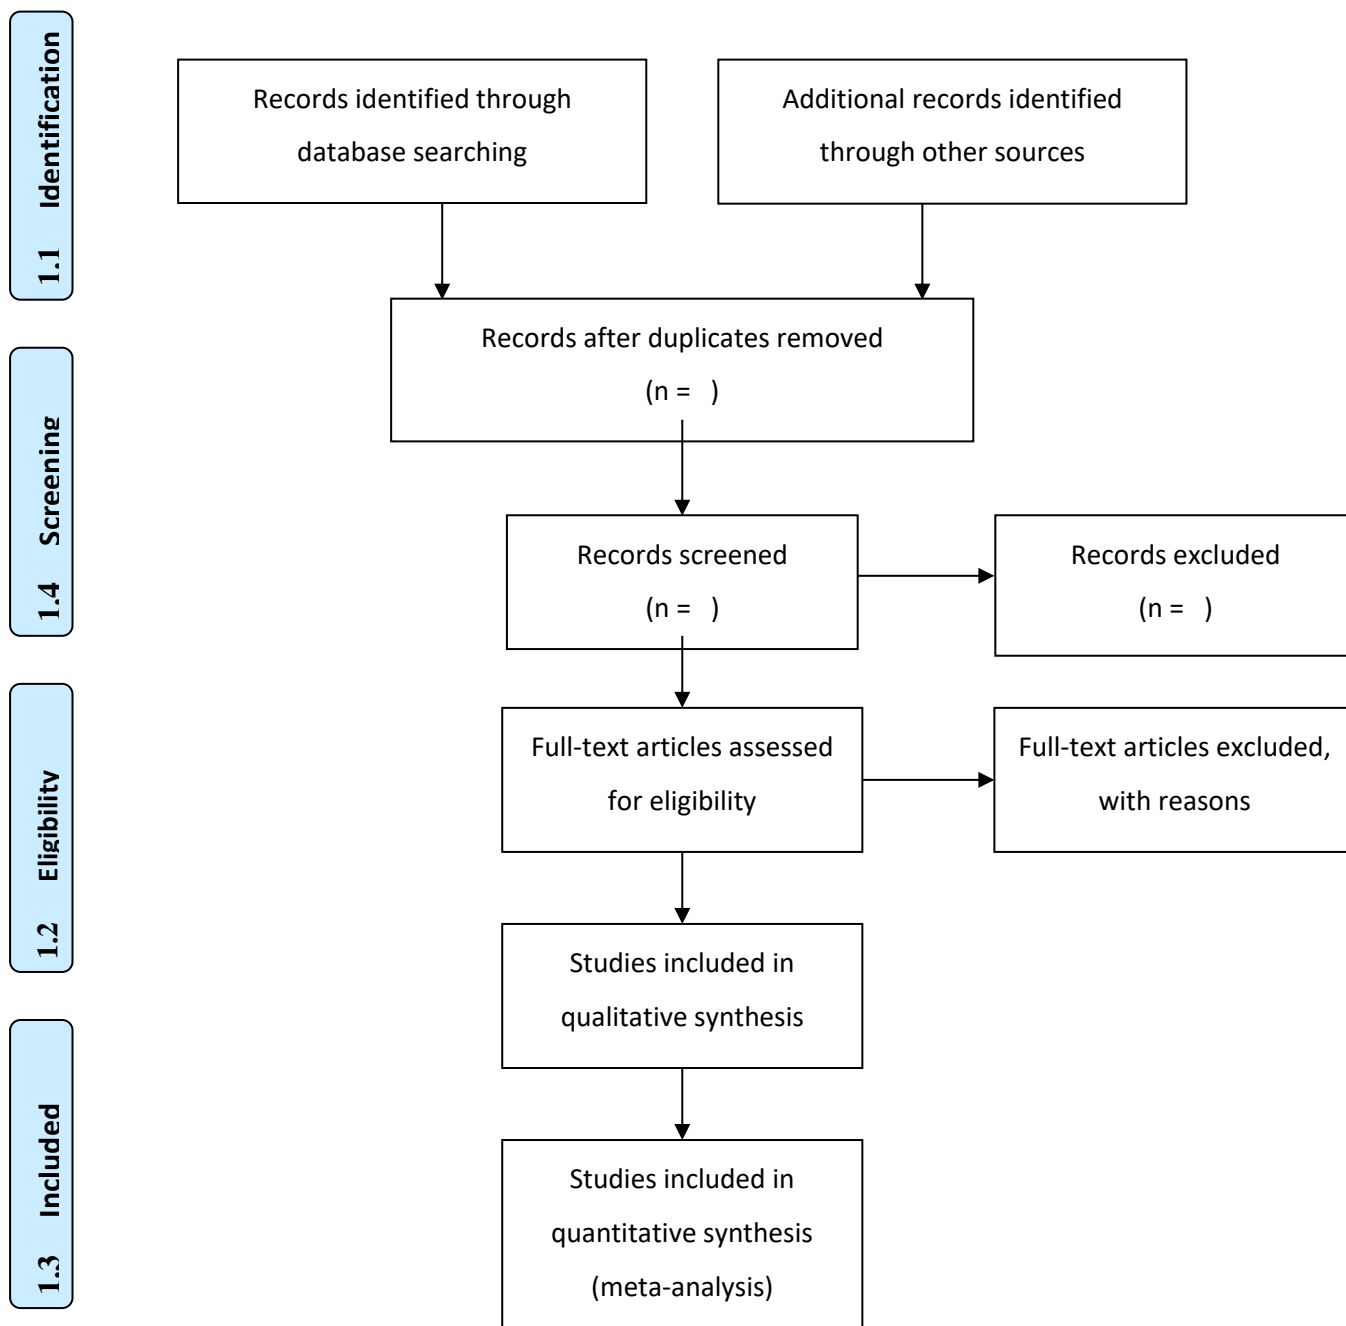 1.1 Identification
Records identified through
database searching
Additional records identified
through other sources
Records after duplicates removed
(n =   )
1.4 Screening
Records screened
(n =   )
Records excluded
(n =   )
1.2 Eligibility
Full-text articles assessed
for eligibility
Full-text articles excluded,
with reasons
Studies included in
qualitative synthesis
1.3 Included
Studies included in
quantitative synthesis
(meta-analysis)